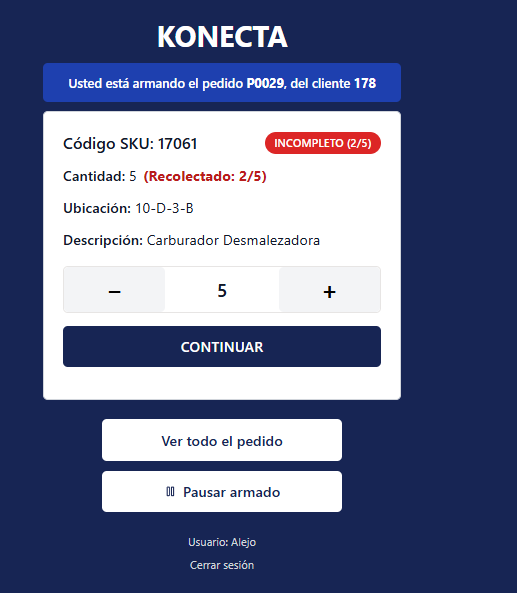 KONECTA
Usted está armando el pedido P0029, del cliente 178
Código SKU: 17061 INCOMPLETO (2/5)
Cantidad: 5 (Recolectado: 2/5)
Ubicación: 10-D-3-B
Descripción: Carburador Desmalezadora
− 5 +
CONTINUAR
Ver todo el pedido
Pausar armado
Usuario: Alejo
Cerrar sesión